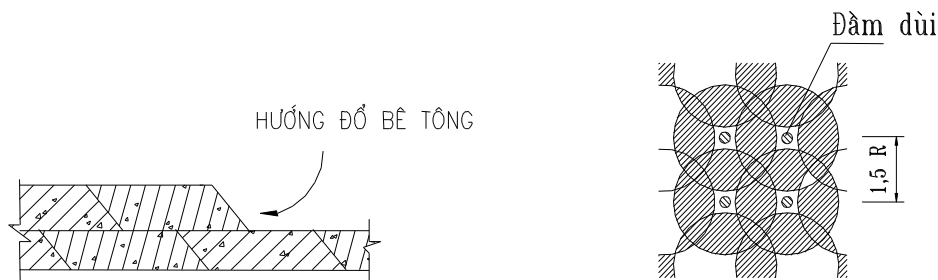 Đầm dùi
HƯỚNG ĐỔ BÊ TÔNG
1,5 R